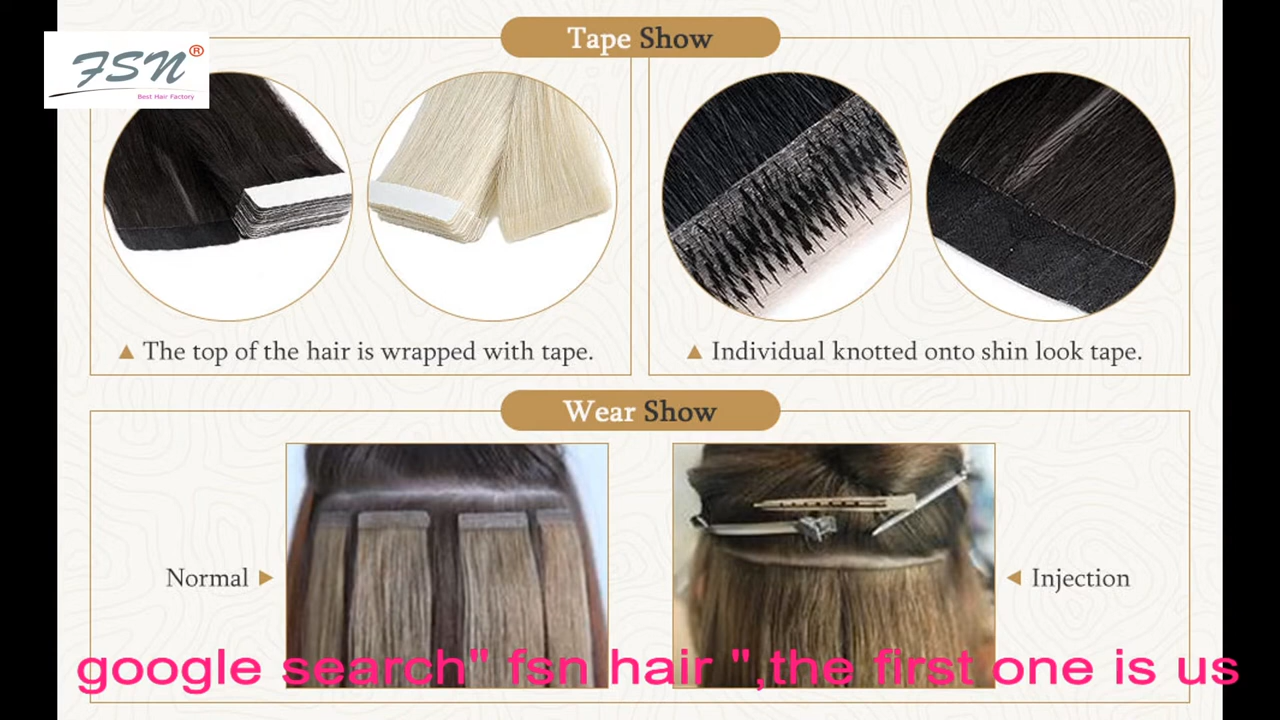 FSN®
Best Hair Factory
Tape Show
▲ The top of the hair is wrapped with tape.
▲ Individual knotted onto shin look tape.
Wear Show
Normal
Injection
google search" fsn hair ",the first one is us